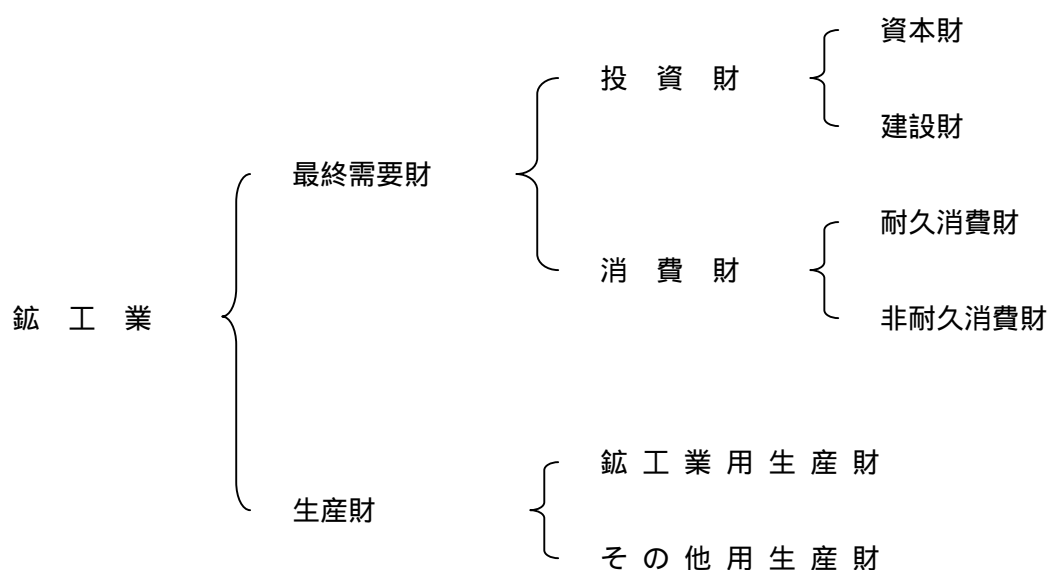 資本財
投資財
建設財
最終需要財
耐久消費財
消費財
鉱工業
非耐久消費財
鉱工業用生産財
生産財
その他用生産財